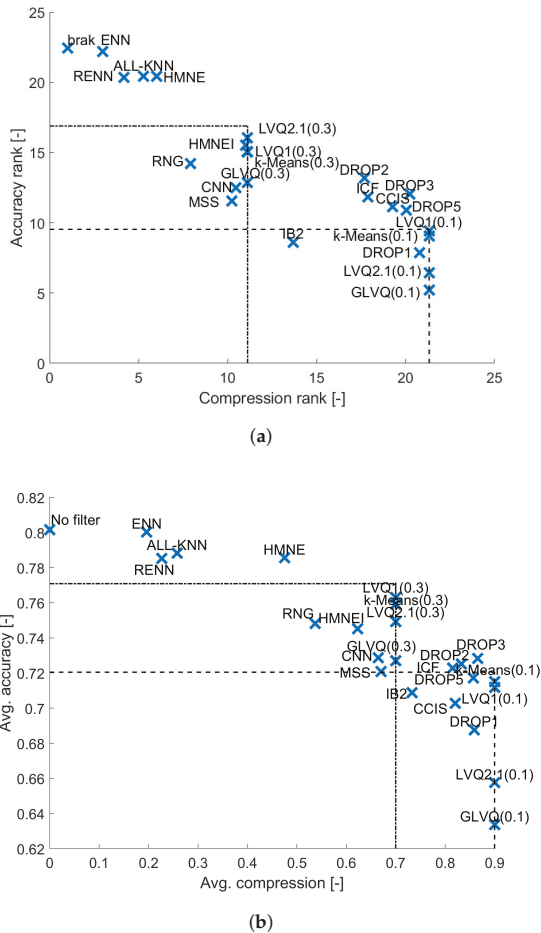 25
brak ENN
ALL-KNN
RENN
HMNE
20
LVQ2.1(0.3)
HMNEI
LVQ1(0.3)
15
RNG
k-Means(0.3)
DROP2
GLVQ(0.3)
CNN
ICF
DROP3
CCIS
MSS
DROP5
LVQ1(0.1)
10
IB2
k-Means(0.1)
DROP1
LVQ2.1(0.1)
5
GLVQ(0.1)
0
0 5 10 15 20 25
Accuracy rank [-]
Compression rank [-]
(a)
0.82
No filter
ENN
0.8
ALL-KNN
HMNE
0.78
RENN
LVQ1(0.3)
0.76
k-Means(0.3)
RNG
HMNEI
LVQ2.1(0.3)
0.74
GLVQ(0.3)
DROP3
CNN
DROP2
ICF
k-Means(0.1)
0.72
MSS
DROP5
IB2
LVQ1(0.1)
0.7
CCIS
DROP1
0.68
0.66
LVQ2.1(0.1)
0.64
GLVQ(0.1)
0.62
0 0.1 0.2 0.3 0.4 0.5 0.6 0.7 0.8 0.9
Avg. accuracy [-]
Avg. compression [-]
(b)